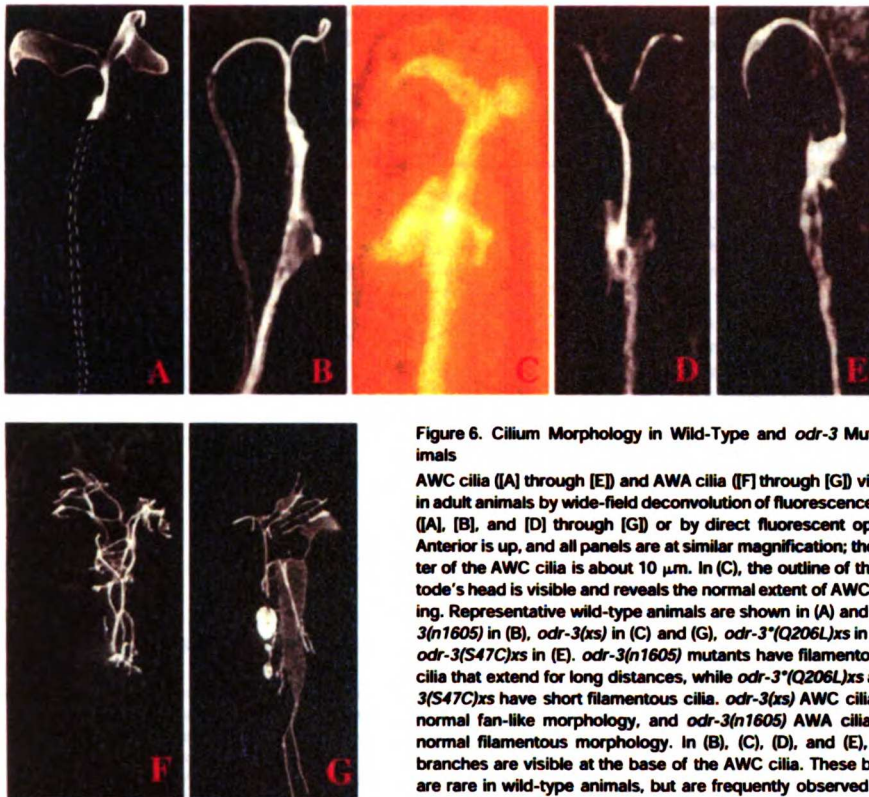 A
B
C
D
E
F
G
Figure 6. Cilium Morphology in Wild-Type and odr-3 Mut
imals
AWC cilia ([A] through [E]) and AWA cilia ([F] through [G]) vi
in adult animals by wide-field deconvolution of fluorescence
([A], [B], and [D] through [G]) or by direct fluorescent op
Anterior is up, and all panels are at similar magnification; the
ter of the AWC cilia is about 10 μm. In (C), the outline of th
tode's head is visible and reveals the normal extent of AWC
ing. Representative wild-type animals are shown in (A) and
3(n1605) in (B), odr-3(xs) in (C) and (G), odr-3*(Q206L)xs in
odr-3(S47C)xs in (E). odr-3(n1605) mutants have filamento
cilia that extend for long distances, while odr-3*(Q206L)xs a
3(S47C)xs have short filamentous cilia. odr-3(xs) AWC cilia
normal fan-like morphology, and odr-3(n1605) AWA cilia
normal filamentous morphology. In (B), (C), (D), and (E),
branches are visible at the base of the AWC cilia. These b
are rare in wild-type animals, but are frequently observed